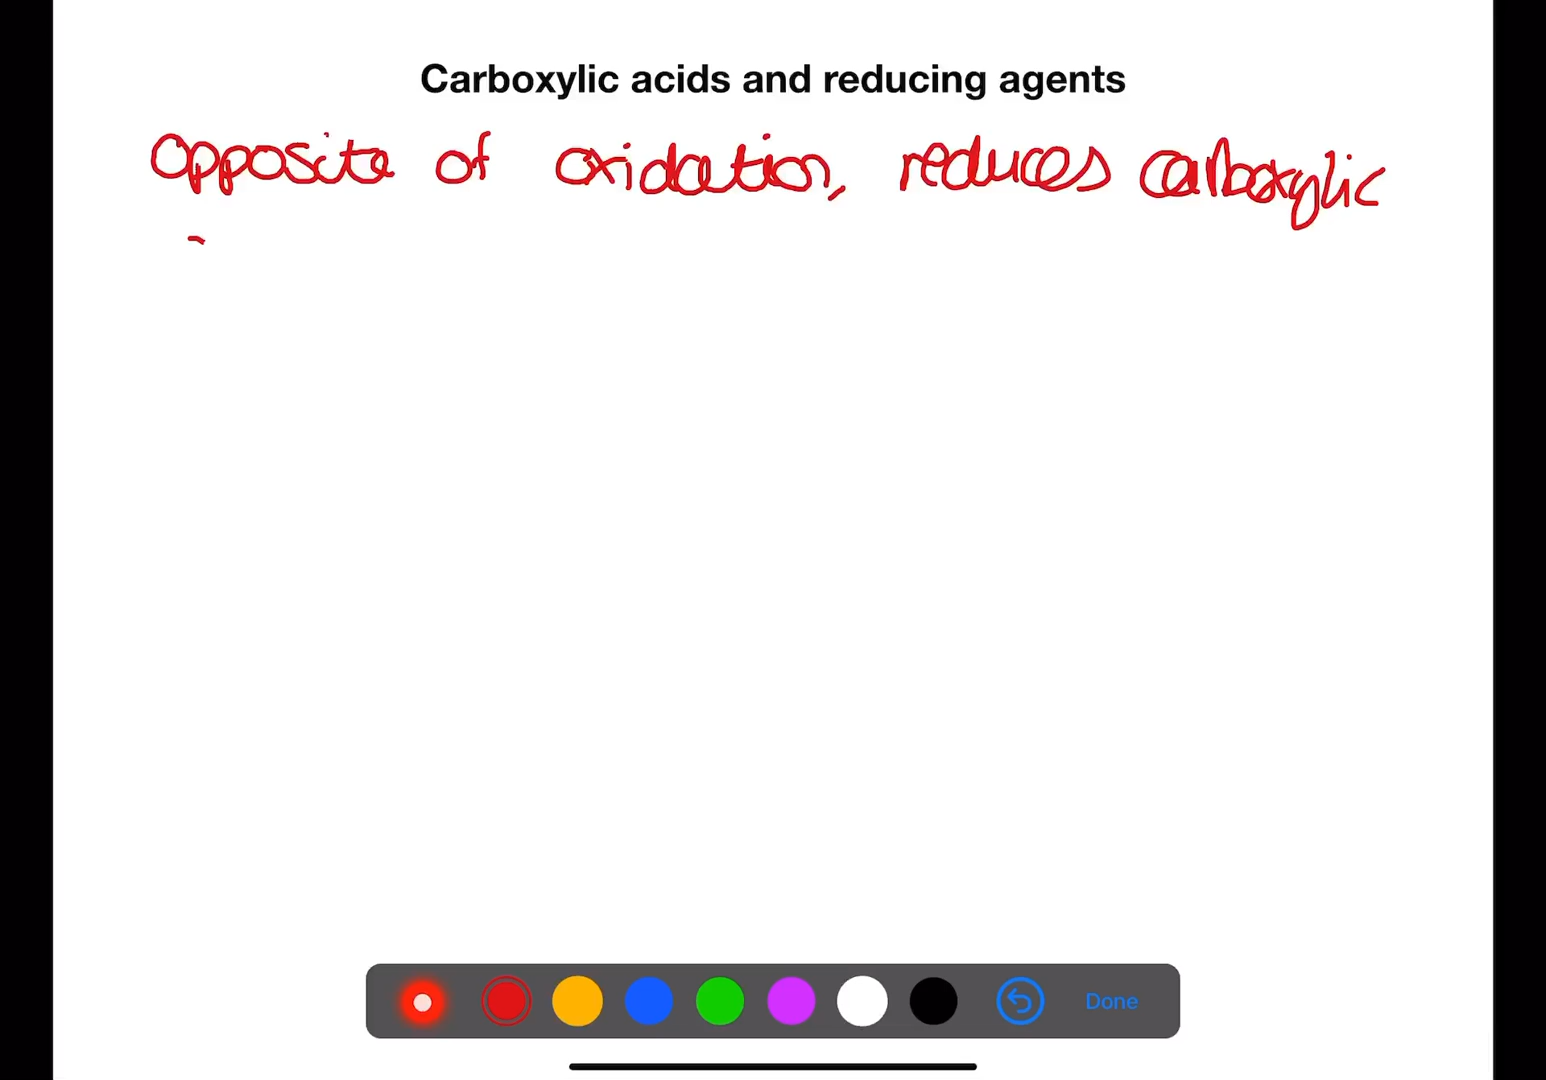 Carboxylic acids and reducing agents
Opposite of oxidation, reduces carboxylic
Done